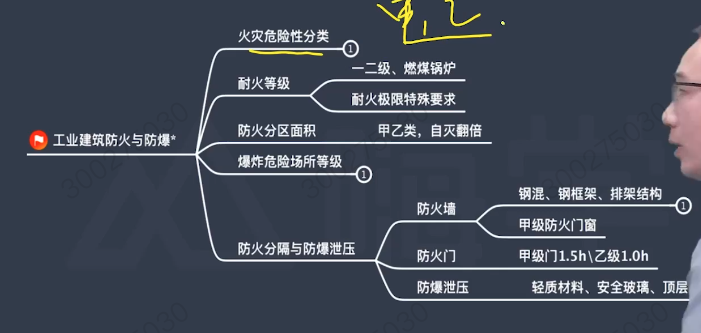 甲,乙.
火灾危险性分类 1
耐火等级
一二级、燃煤锅炉
耐火极限特殊要求
工业建筑防火与防爆*
防火分区面积
甲乙类，自灭翻倍
爆炸危险场所等级 1
防火分隔与防爆泄压
防火墙
钢混、钢框架、排架结构 1
甲级防火门窗
防火门
甲级门1.5h\乙级1.0h
防爆泄压
轻质材料、安全玻璃、顶层
300275030